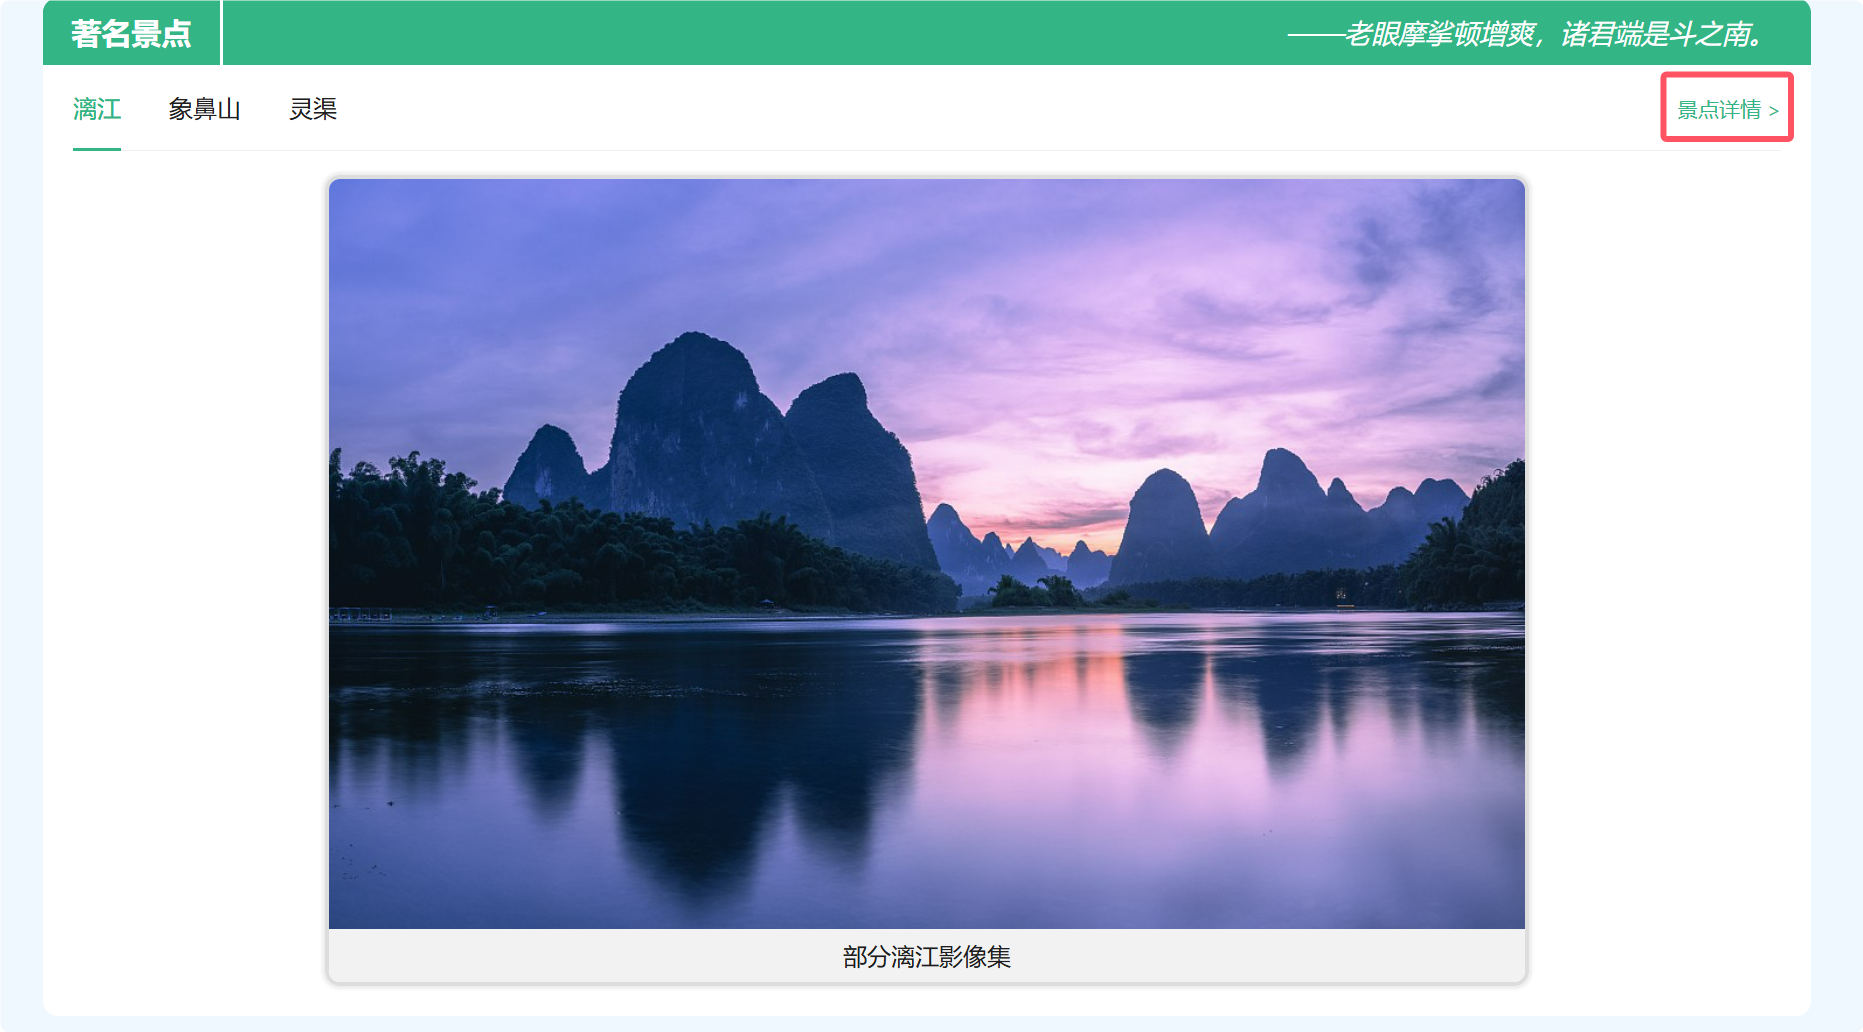 著名景点
——老眼摩挲顿增爽，诸君端是斗之南。
漓江 象鼻山 灵渠
景点详情 >
部分漓江影像集